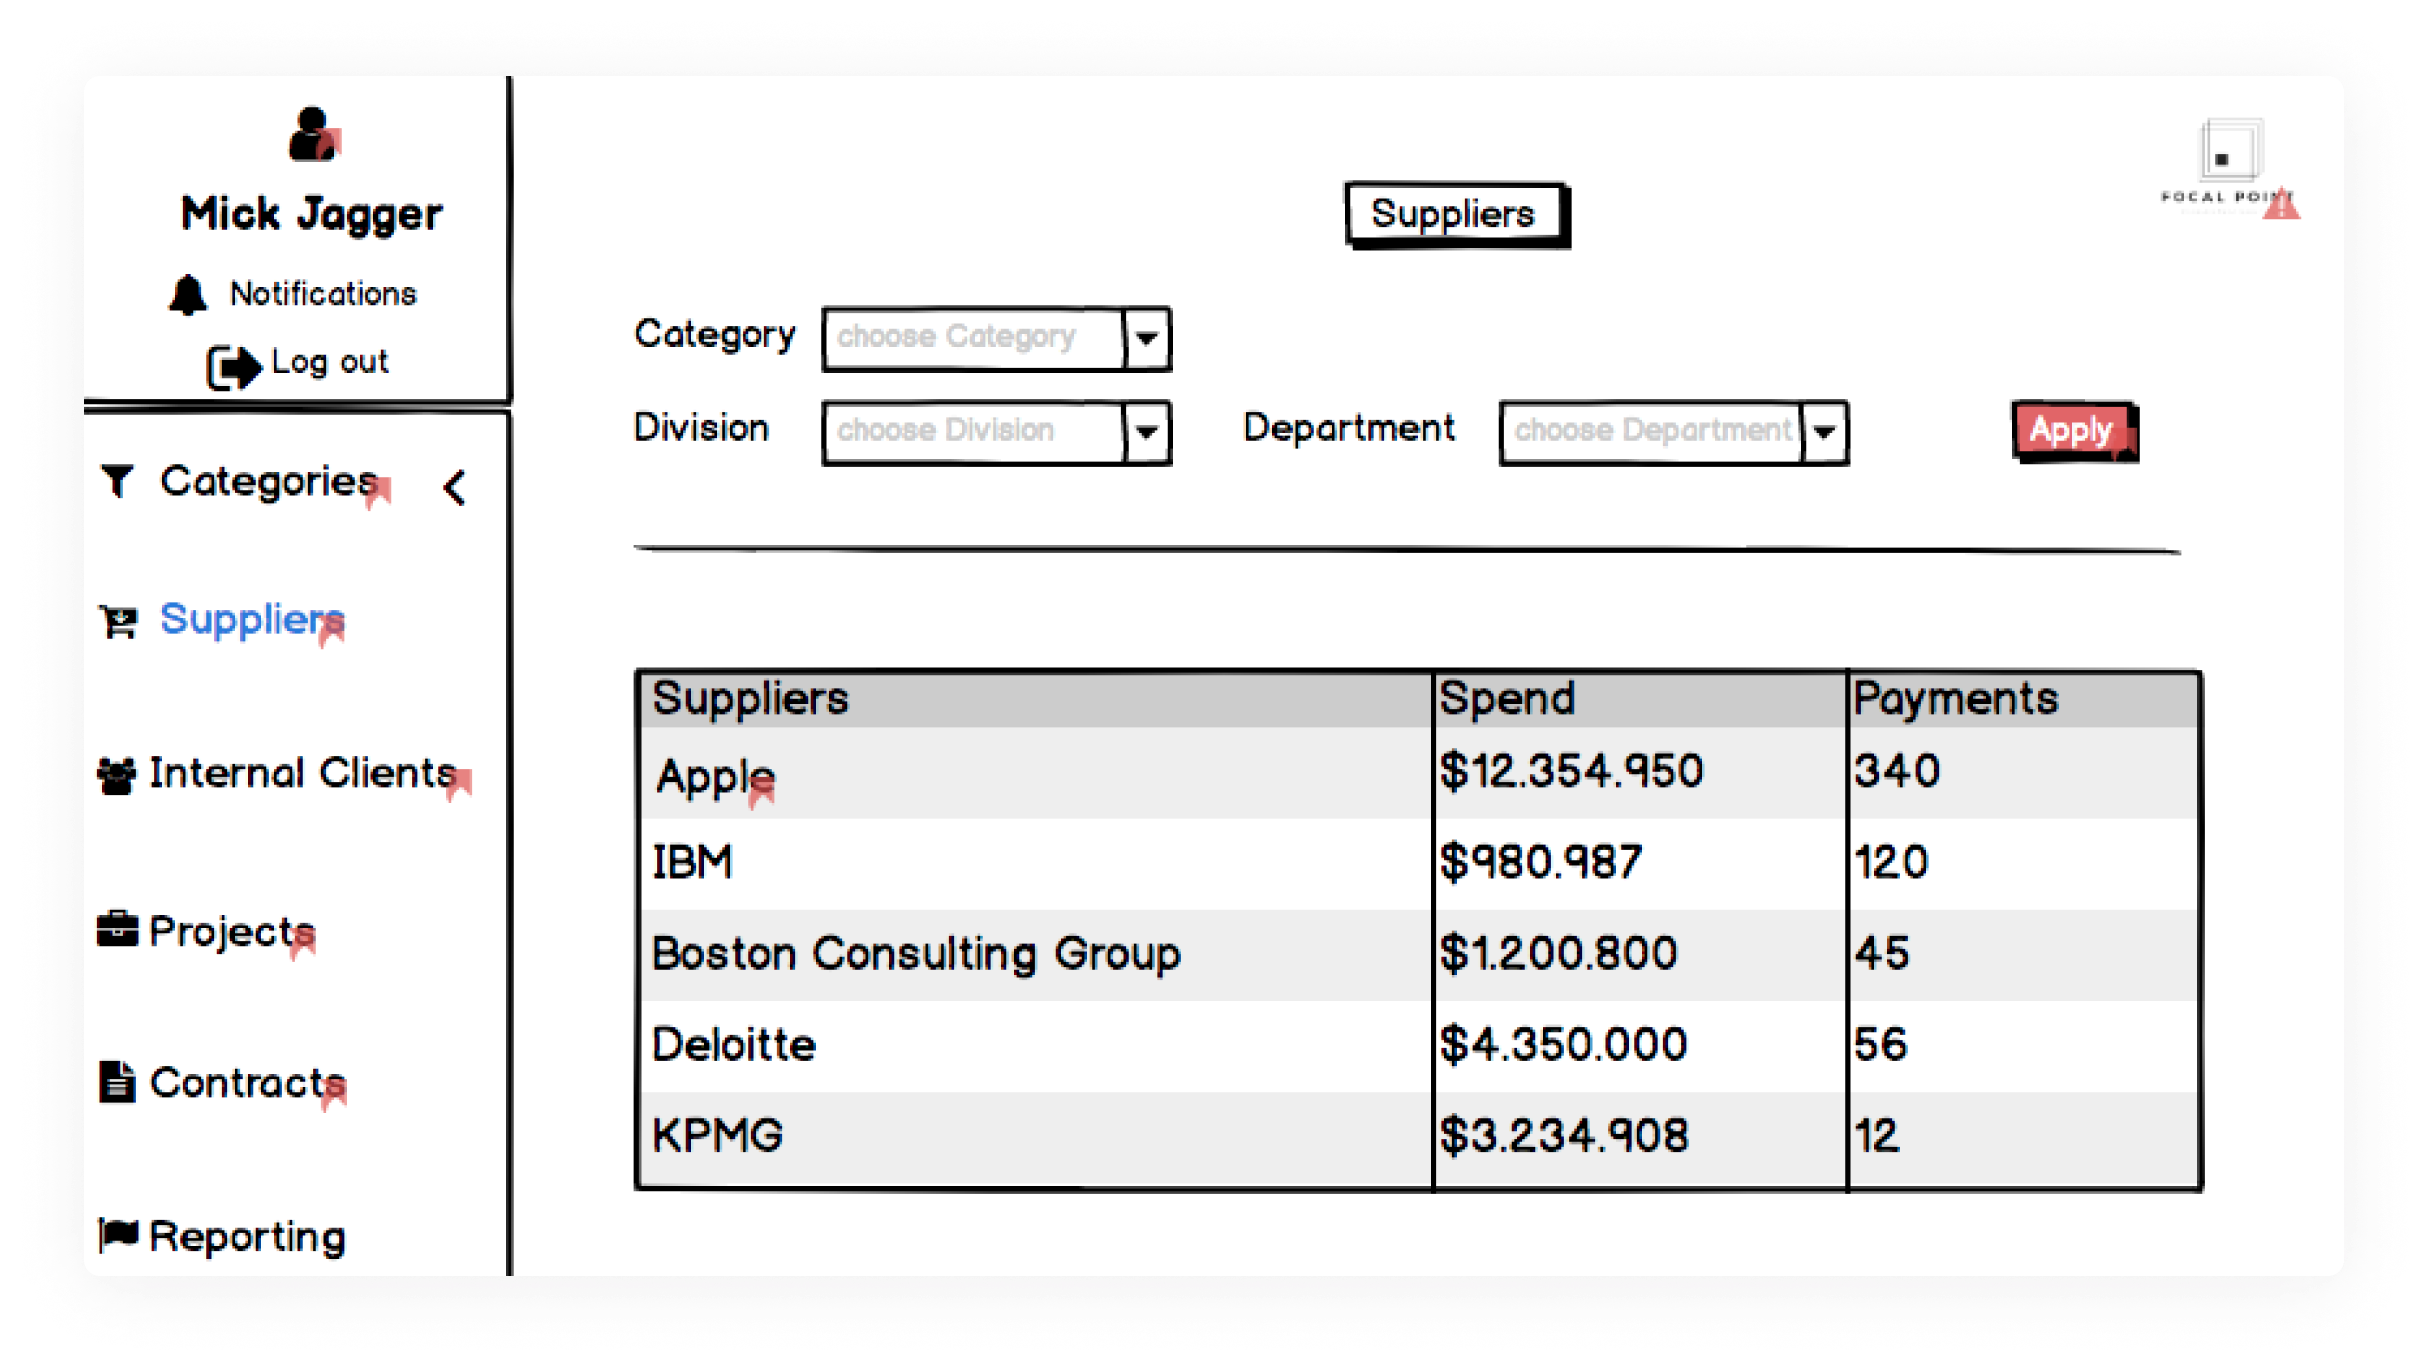 Mick Jagger
Notifications
Log out
Categories
Suppliers
Internal Clients
Projects
Contracts
Reporting
FOCAL POINT
Suppliers
Category choose Category
Division choose Division Department choose Department Apply
Suppliers Spend Payments
Apple $12.354.950 340
IBM $980.987 120
Boston Consulting Group $1.200.800 45
Deloitte $4.350.000 56
KPMG $3.234.908 12